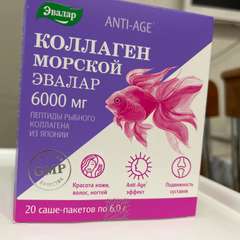 Эвалар
ANTI-AGE
КОЛЛАГЕН
МОРСКОЙ
ЭВАЛАР
6000 мг
ПЕПТИДЫ РЫБНОГО
КОЛЛАГЕНА
ИЗ ЯПОНИИ
GMP
КАЧЕСТВО
Красота кожи,
волос, ногтей
Anti-Age
эффект
Подвижность
суставов
20 саше-пакетов по 6,0 г